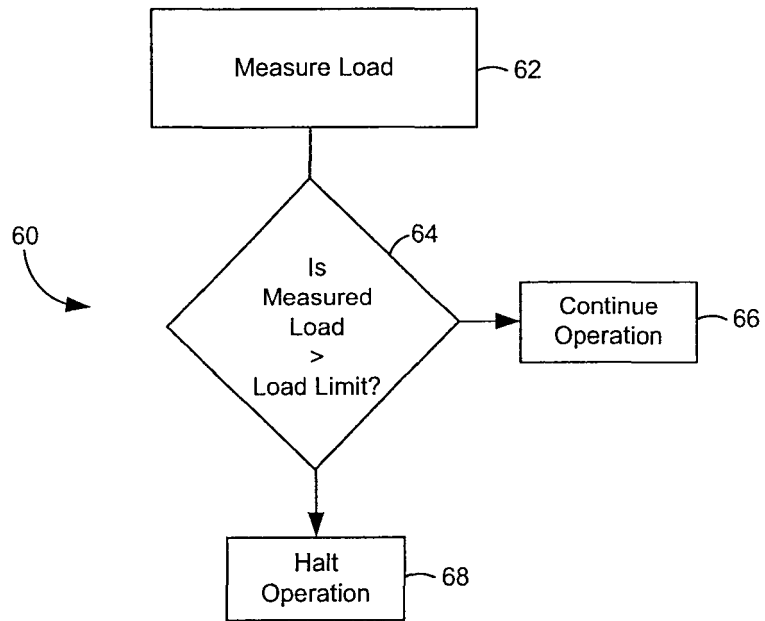 Measure Load
62
60
64
Is
Measured
Load
>
Load Limit?
Continue
Operation
66
Halt
Operation
68